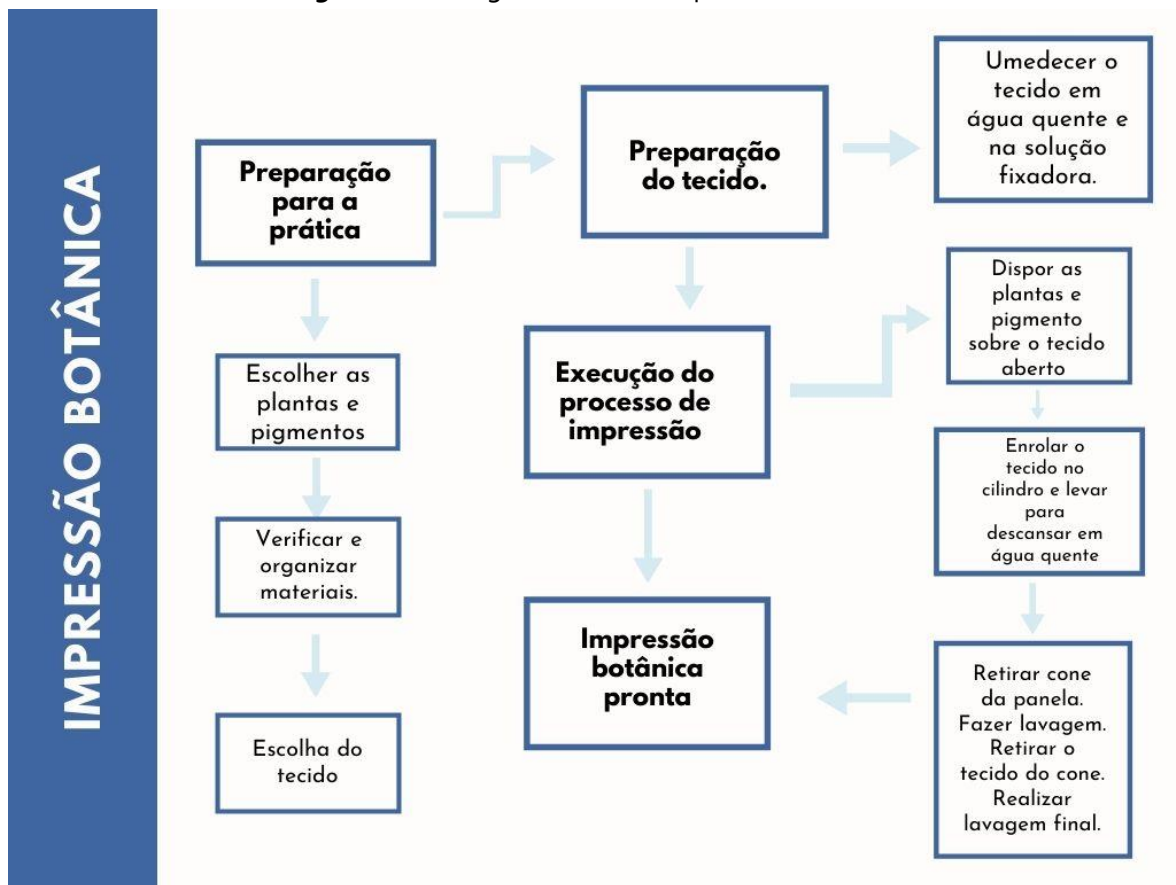 IMPRESSÃO BOTÂNICA
Preparação
para a
prática
Escolher as
plantas e
pigmentos
Verificar e
organizar
materiais.
Escolha do
tecido
Preparação
do tecido.
Umedecer o
tecido em
água quente e
na solução
fixadora.
Execução do
processo de
impressão
Dispor as
plantas e
pigmento
sobre o tecido
aberto
Enrolar o
tecido no
cilindro e levar
para
descansar em
água quente
Retirar cone
da panela.
Fazer lavagem.
Retirar o
tecido do cone.
Realizar
lavagem final.
Impressão
botânica
pronta